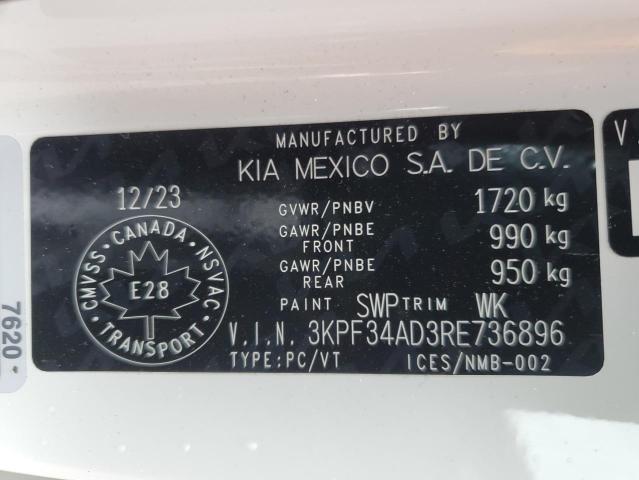 MANUFACTURED BY
KIA MEXICO S.A. DE C.V.
12/23
GVWR/PNBV 1720 kg
GAWR/PNBE FRONT 990 kg
GAWR/PNBE REAR 950 kg
PAINT SWP TRIM WK
V.I.N. 3KPF34AD3RE736896
TYPE:PC/VT ICES/NMB-002
CMVSS · CANADA · NSVAC
E28
TRANSPORT
7620
V